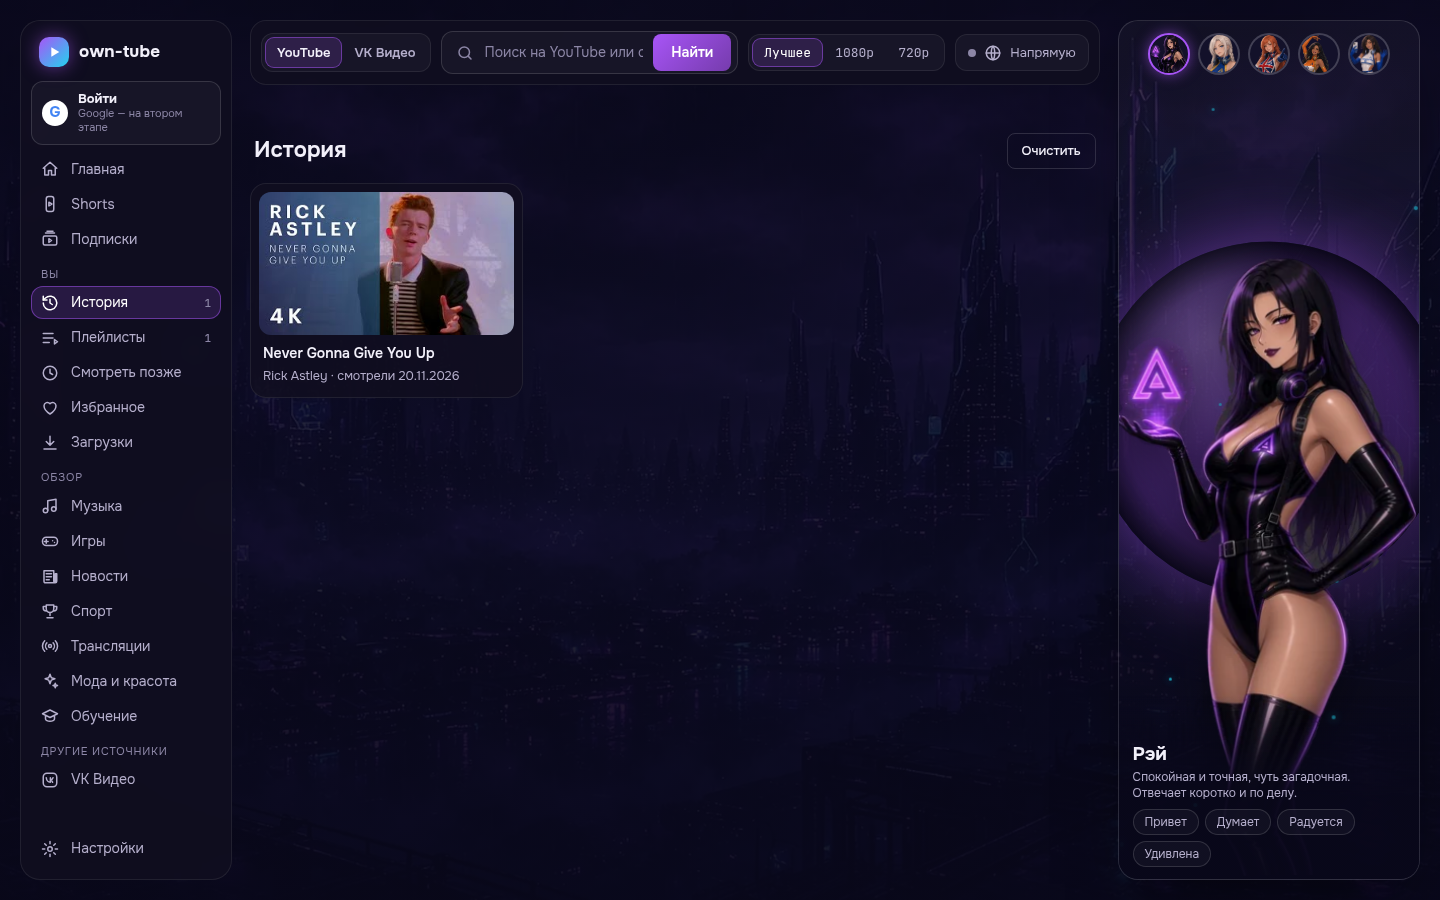 own-tube
G
Войти
Google — на втором
этапе
Главная
Shorts
Подписки
ВЫ
История 1
Плейлисты 1
Смотреть позже
Избранное
Загрузки
ОБЗОР
Музыка
Игры
Новости
Спорт
Трансляции
Мода и красота
Обучение
ДРУГИЕ ИСТОЧНИКИ
VK Видео
Настройки
YouTube VK Видео Поиск на YouTube или с Найти Лучшее 1080p 720p Напрямую
История
Очистить
RICK
ASTLEY
NEVER GONNA
GIVE YOU UP
4K
Never Gonna Give You Up
Rick Astley · смотрели 20.11.2026
Рэй
Спокойная и точная, чуть загадочная.
Отвечает коротко и по делу.
Привет Думает Радуется
Удивлена